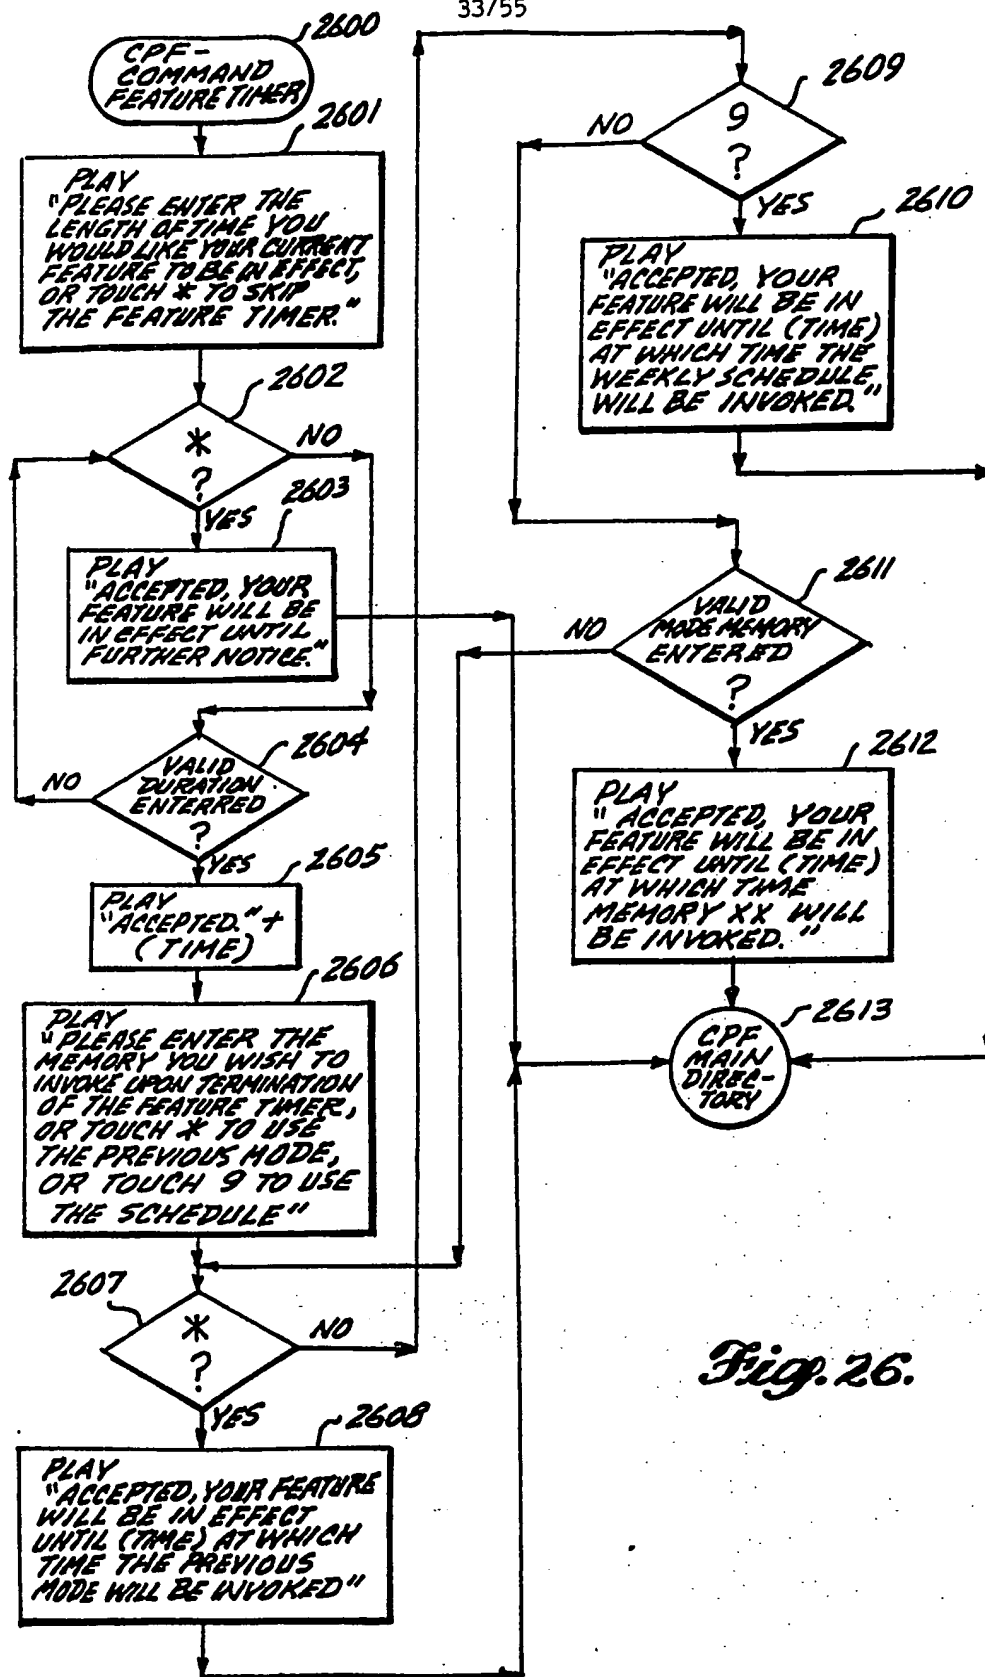 33/55
2600
CPF-
COMMAND
FEATURE TIMER
2601
PLAY
"PLEASE ENTER THE
LENGTH OF TIME YOU
WOULD LIKE YOUR CURRENT
FEATURE TO BE IN EFFECT,
OR TOUCH * TO SKIP
THE FEATURE TIMER."
2602
*
?
NO
YES
2603
PLAY
"ACCEPTED, YOUR
FEATURE WILL BE
IN EFFECT UNTIL
FURTHER NOTICE."
2604
VALID
DURATION
ENTERRED
?
NO
YES
2605
PLAY
"ACCEPTED." +
(TIME)
2606
PLAY
"PLEASE ENTER THE
MEMORY YOU WISH TO
INVOKE UPON TERMINATION
OF THE FEATURE TIMER,
OR TOUCH * TO USE
THE PREVIOUS MODE,
OR TOUCH 9 TO USE
THE SCHEDULE"
2607
*
?
NO
YES
2608
PLAY
"ACCEPTED, YOUR FEATURE
WILL BE IN EFFECT
UNTIL (TIME) AT WHICH
TIME THE PREVIOUS
MODE WILL BE INVOKED"
2609
9
?
NO
YES
2610
PLAY
"ACCEPTED, YOUR
FEATURE WILL BE IN
EFFECT UNTIL (TIME)
AT WHICH TIME THE
WEEKLY SCHEDULE
WILL BE INVOKED."
2611
VALID
MODE MEMORY
ENTERED
?
NO
YES
2612
PLAY
"ACCEPTED, YOUR
FEATURE WILL BE IN
EFFECT UNTIL (TIME)
AT WHICH TIME
MEMORY XX WILL
BE INVOKED."
2613
CPF
MAIN
DIREC-
TORY
Fig. 26.